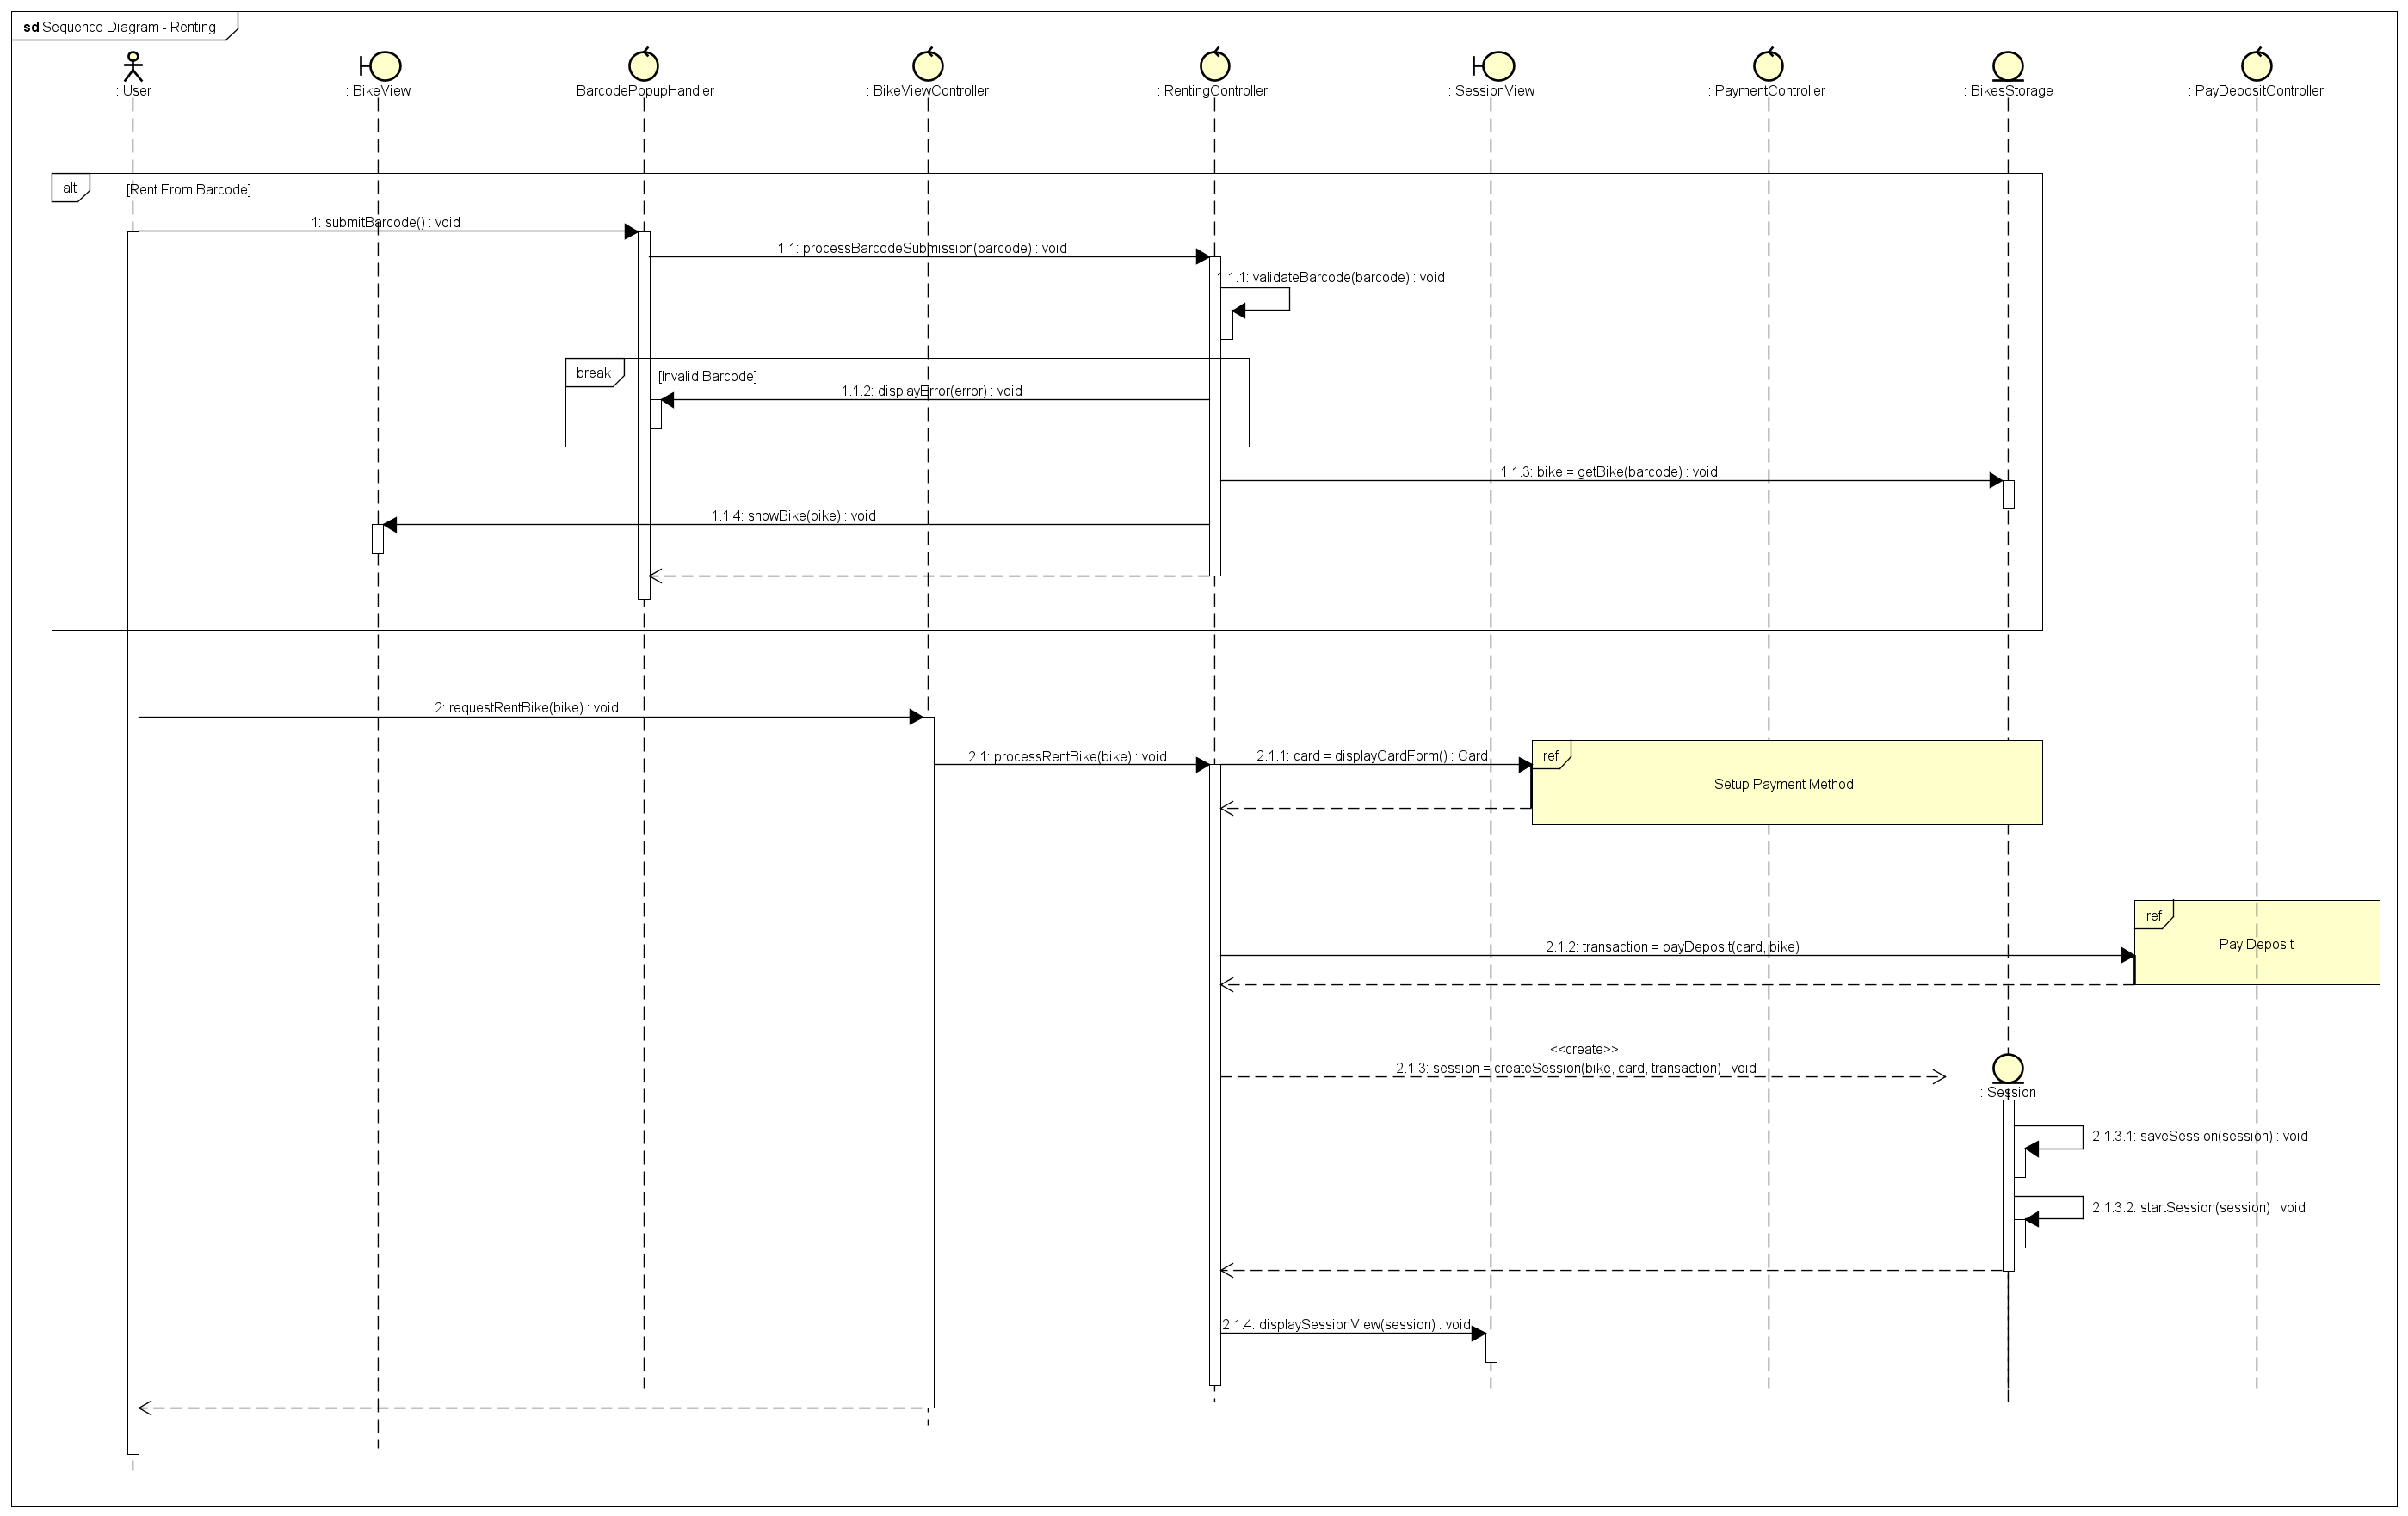 sd Sequence Diagram - Renting
: User
: BikeView
: BarcodePopupHandler
: BikeViewController
: RentingController
: SessionView
: PaymentController
: BikesStorage
: PayDepositController
alt
[Rent From Barcode]
1: submitBarcode() : void
1.1: processBarcodeSubmission(barcode) : void
1.1.1: validateBarcode(barcode) : void
break
[Invalid Barcode]
1.1.2: displayError(error) : void
1.1.3: bike = getBike(barcode) : void
1.1.4: showBike(bike) : void
2: requestRentBike(bike) : void
2.1: processRentBike(bike) : void
2.1.1: card = displayCardForm() : Card
ref
Setup Payment Method
ref
Pay Deposit
2.1.2: transaction = payDeposit(card, bike)
<<create>>
2.1.3: session = createSession(bike, card, transaction) : void
: Session
2.1.3.1: saveSession(session) : void
2.1.3.2: startSession(session) : void
2.1.4: displaySessionView(session) : void